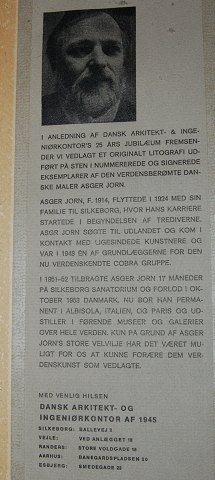 I ANLEDNING AF DANSK ARKITEKT- & INGE-
NIØRKONTOR'S 25 ÅRS JUBILÆUM FREMSEN-
DER VI VEDLAGT ET ORIGINALT LITOGRAFI UD-
FØRT PÅ STEN I NUMMEREREDE OG SIGNEREDE
EKSEMPLARER AF DEN VERDENSBERØMTE DAN-
SKE MALER ASGER JORN.
ASGER JORN, F. 1914, FLYTTEDE I 1924 MED SIN
FAMILIE TIL SILKEBORG, HVOR HANS KARRIERE
STARTEDE I BEGYNDELSEN AF TREDIVERNE.
ASGR JORN SØGTE TIL UDLANDET OG KOM I
KONTAKT MED UGESINDEDE KUNSTNERE OG
VAR I 1948 EN AF GRUNDLÆGGERNE FOR DEN
NU VERDENSKENDTE COBRA GRUPPE.
I 1951-52 TILBRAGTE ASGER JORN 17 MÅNEDER
PÅ SILKEBORG SANATORIUM OG FORLOD I OK-
TOBER 1953 DANMARK, NU BOR HAN PERMA-
NENT I ALBISOLA, ITALIEN, OG PARIS OG UD-
STILLER I FØRENDE MUSEER OG GALERIER
OVER HELE VERDEN. KUN PÅ GRUND AF ASGER
JORN'S STORE VELVILJE HAR DET VÆRET MU-
LIGT FOR OS AT KUNNE FORÆRE DEM VER-
DENSKUNST SOM VEDLAGTE.
MED VENLIG HILSEN
DANSK ARKITEKT- OG
INGENIØRKONTOR AF 1945
SILKEBORG: BALLEVEJ 2
VEJLE: VED ANLÆGGET 18
RANDERS: STORE VOLDGADE 18
AARHUS: DANSGÅRDSPLADSEN 20
ESBJERG: SMEDEGADE 22